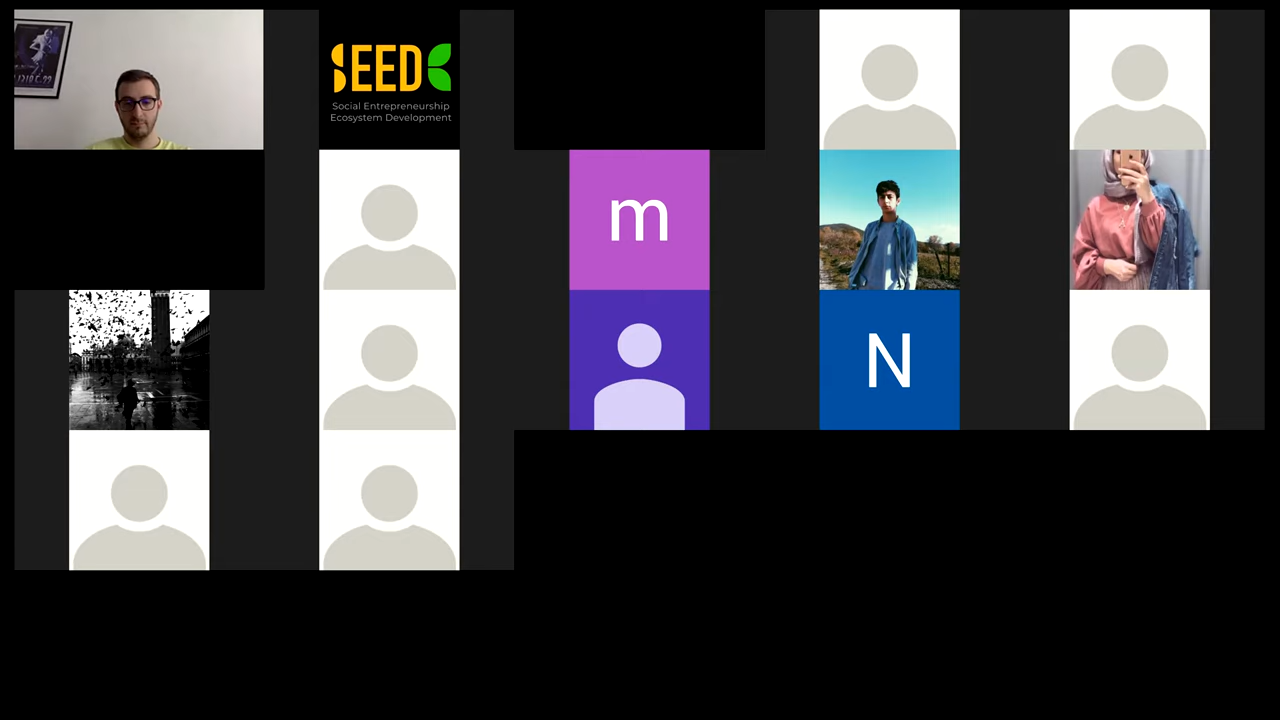 SEED
Social Entrepreneurship
Ecosystem Development
m
N